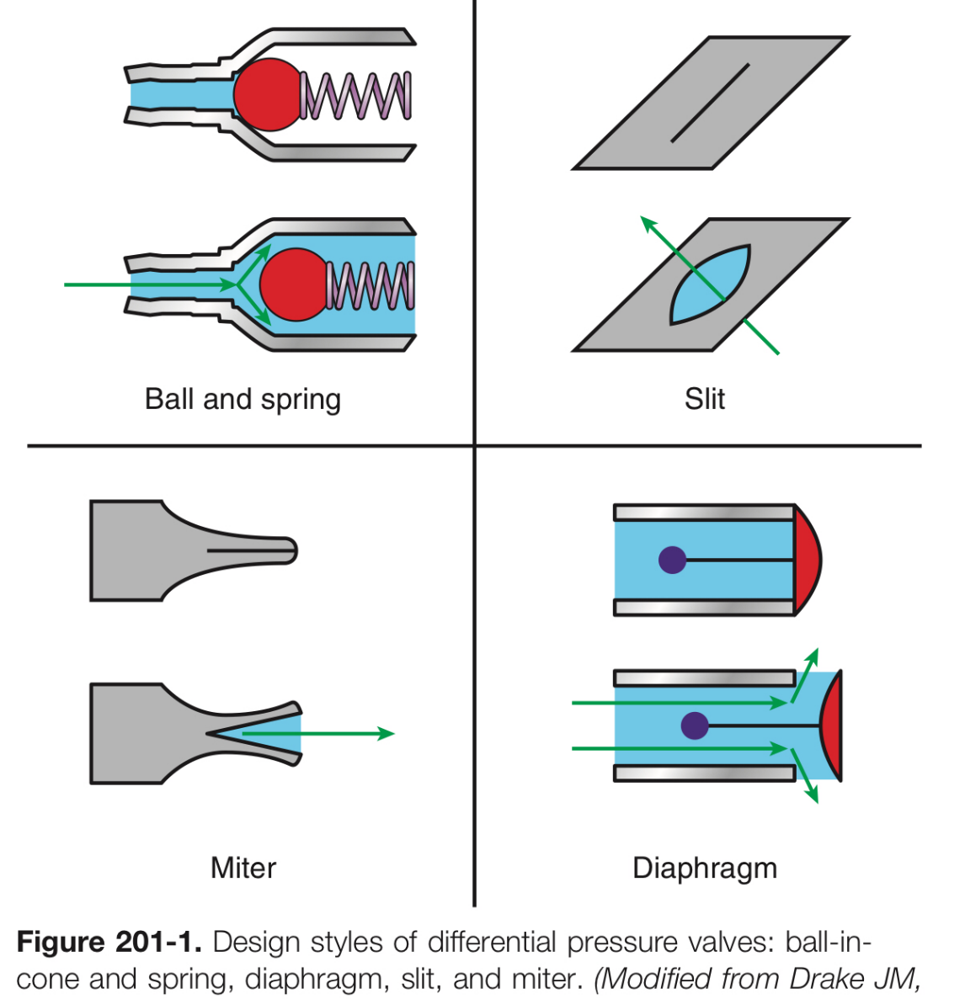 Ball and spring
Slit
Miter
Diaphragm
Figure 201-1. Design styles of differential pressure valves: ball-in-
cone and spring, diaphragm, slit, and miter. (Modified from Drake JM,